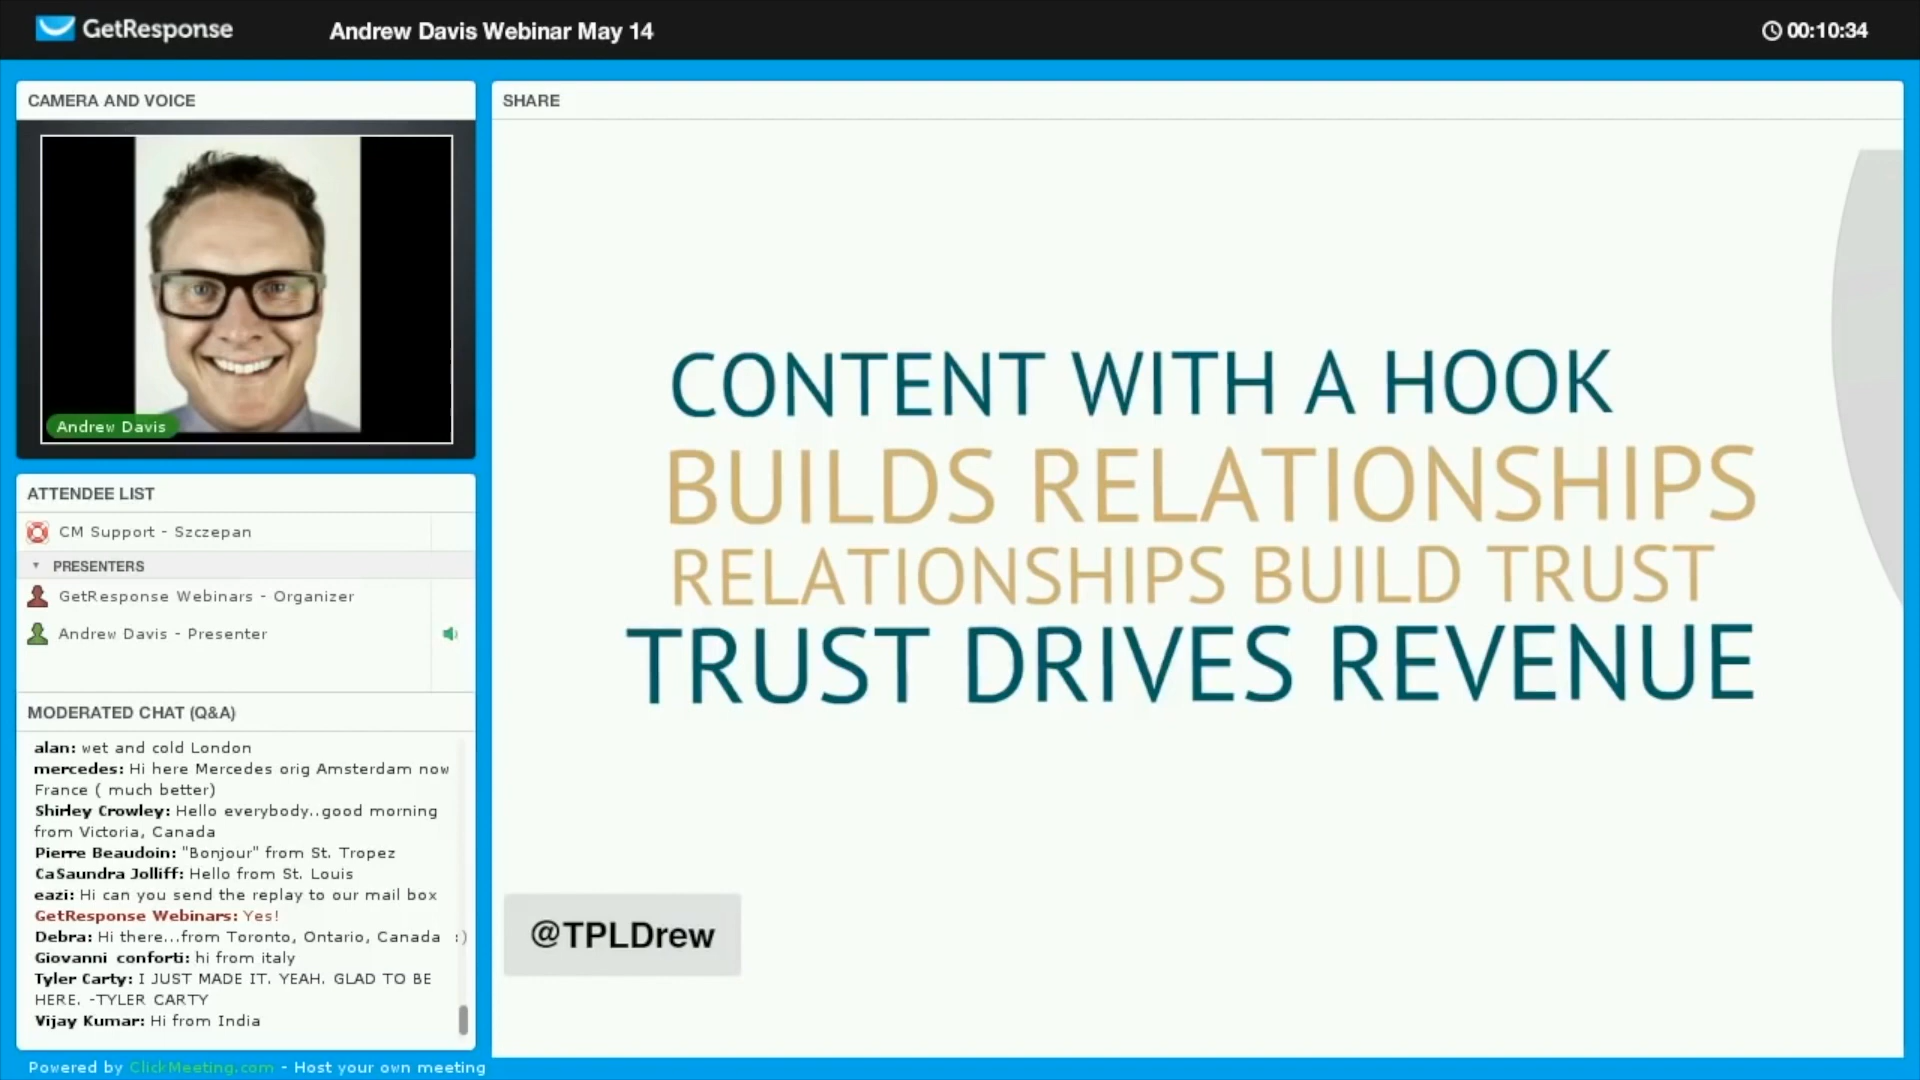 GetResponse
Andrew Davis Webinar May 14
00:10:34
CAMERA AND VOICE
Andrew Davis
ATTENDEE LIST
CM Support - Szczepan
PRESENTERS
GetResponse Webinars - Organizer
Andrew Davis - Presenter
MODERATED CHAT (Q&A)
alan: wet and cold London
mercedes: Hi here Mercedes orig Amsterdam now
France ( much better)
Shirley Crowley: Hello everybody..good morning
from Victoria, Canada
Pierre Beaudoin: "Bonjour" from St. Tropez
CaSaundra Jolliff: Hello from St. Louis
eazi: Hi can you send the replay to our mail box
GetResponse Webinars: Yes!
Debra: Hi there...from Toronto, Ontario, Canada :)
Giovanni conforti: hi from italy
Tyler Carty: I JUST MADE IT. YEAH. GLAD TO BE
HERE. -TYLER CARTY
Vijay Kumar: Hi from India
Powered by ClickMeeting.com - Host your own meeting
SHARE
CONTENT WITH A HOOK
BUILDS RELATIONSHIPS
RELATIONSHIPS BUILD TRUST
TRUST DRIVES REVENUE
@TPLDrew